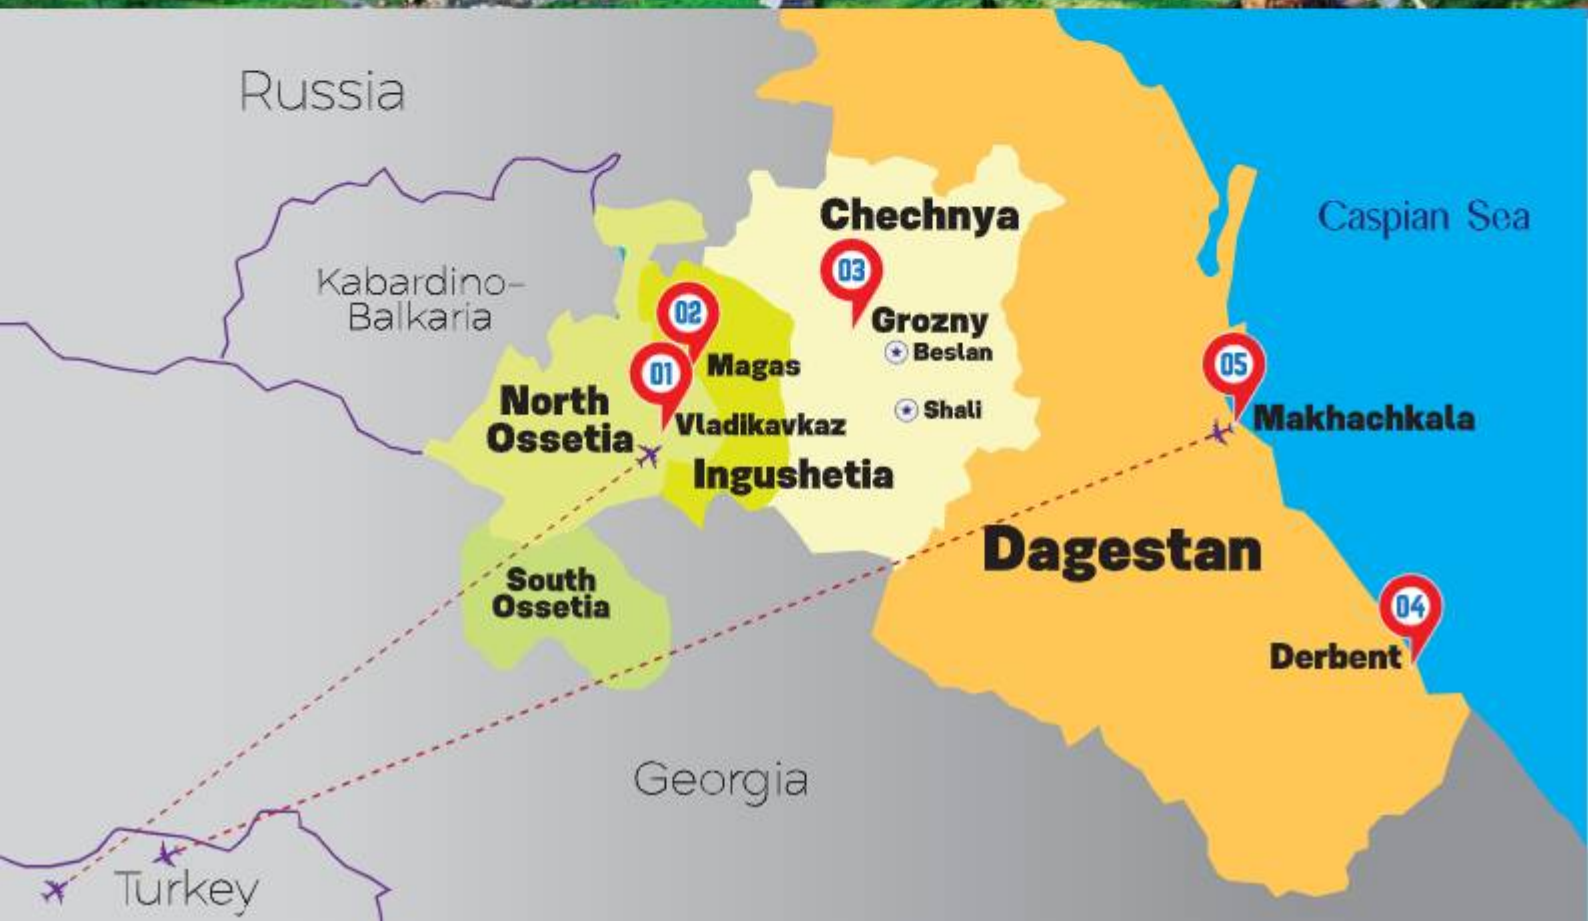 Russia
Caspian Sea
Chechnya
Kabardino-
Balkaria
03
02
Grozny
Beslan
01
Magas
05
North
Ossetia
Vladikavkaz
Shali
Makhachkala
Ingushetia
Dagestan
South
Ossetia
04
Derbent
Georgia
Turkey